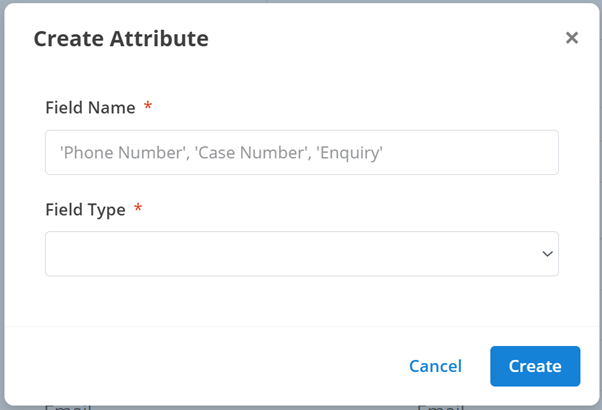 Create Attribute
Field Name *
'Phone Number', 'Case Number', 'Enquiry'
Field Type *
Cancel
Create
Email
Email